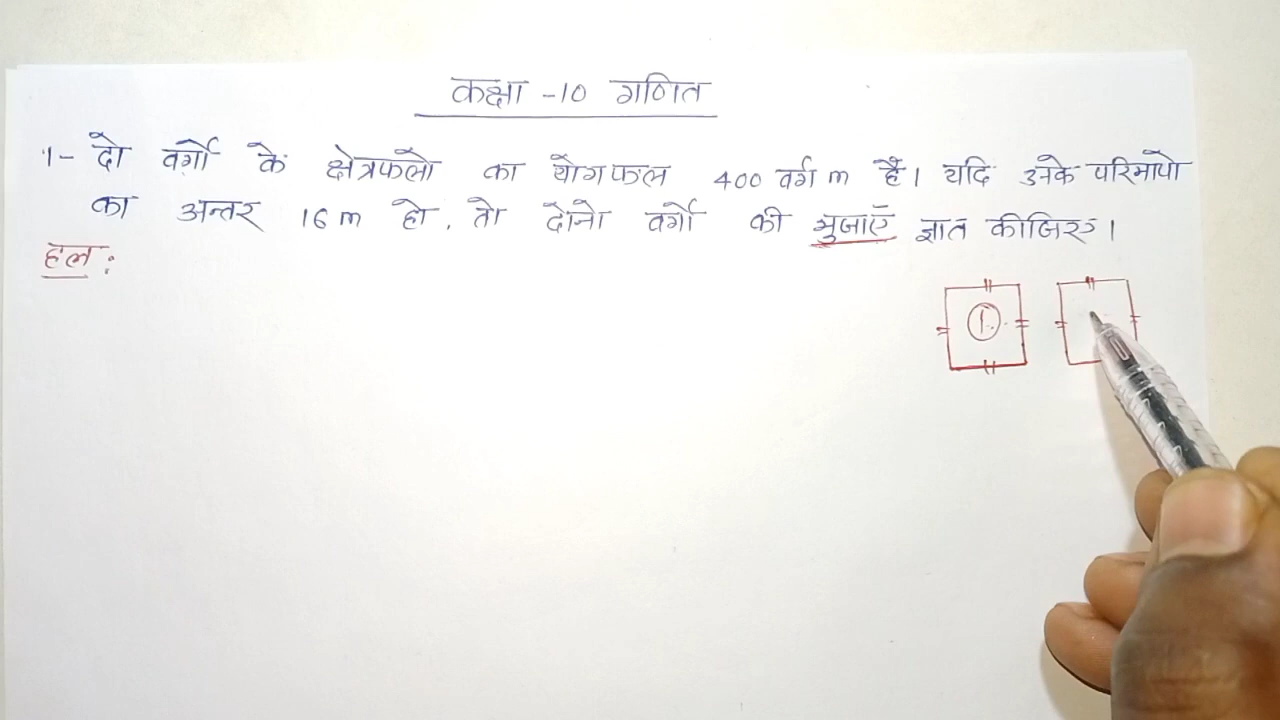 कक्षा -10 गणित
1- दो वर्गो के क्षेत्रफलो का योगफल 400 वर्ग m है। यदि उनके परिमापो
का अन्तर 16 m हो, तो दोनो वर्गो की भुजाएँ ज्ञात कीजिए।
हल :
1.